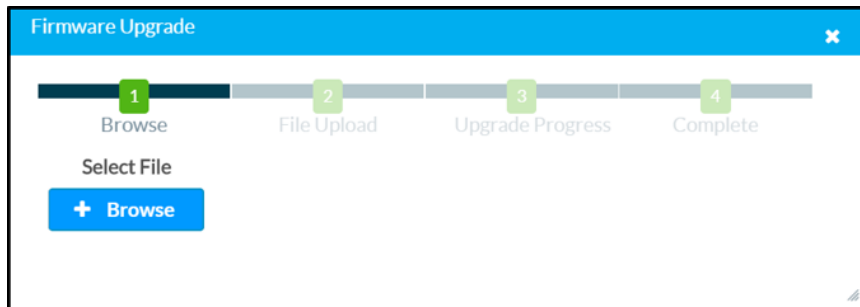 Firmware Upgrade
1 2 3 4
Browse File Upload Upgrade Progress Complete
Select File
+ Browse